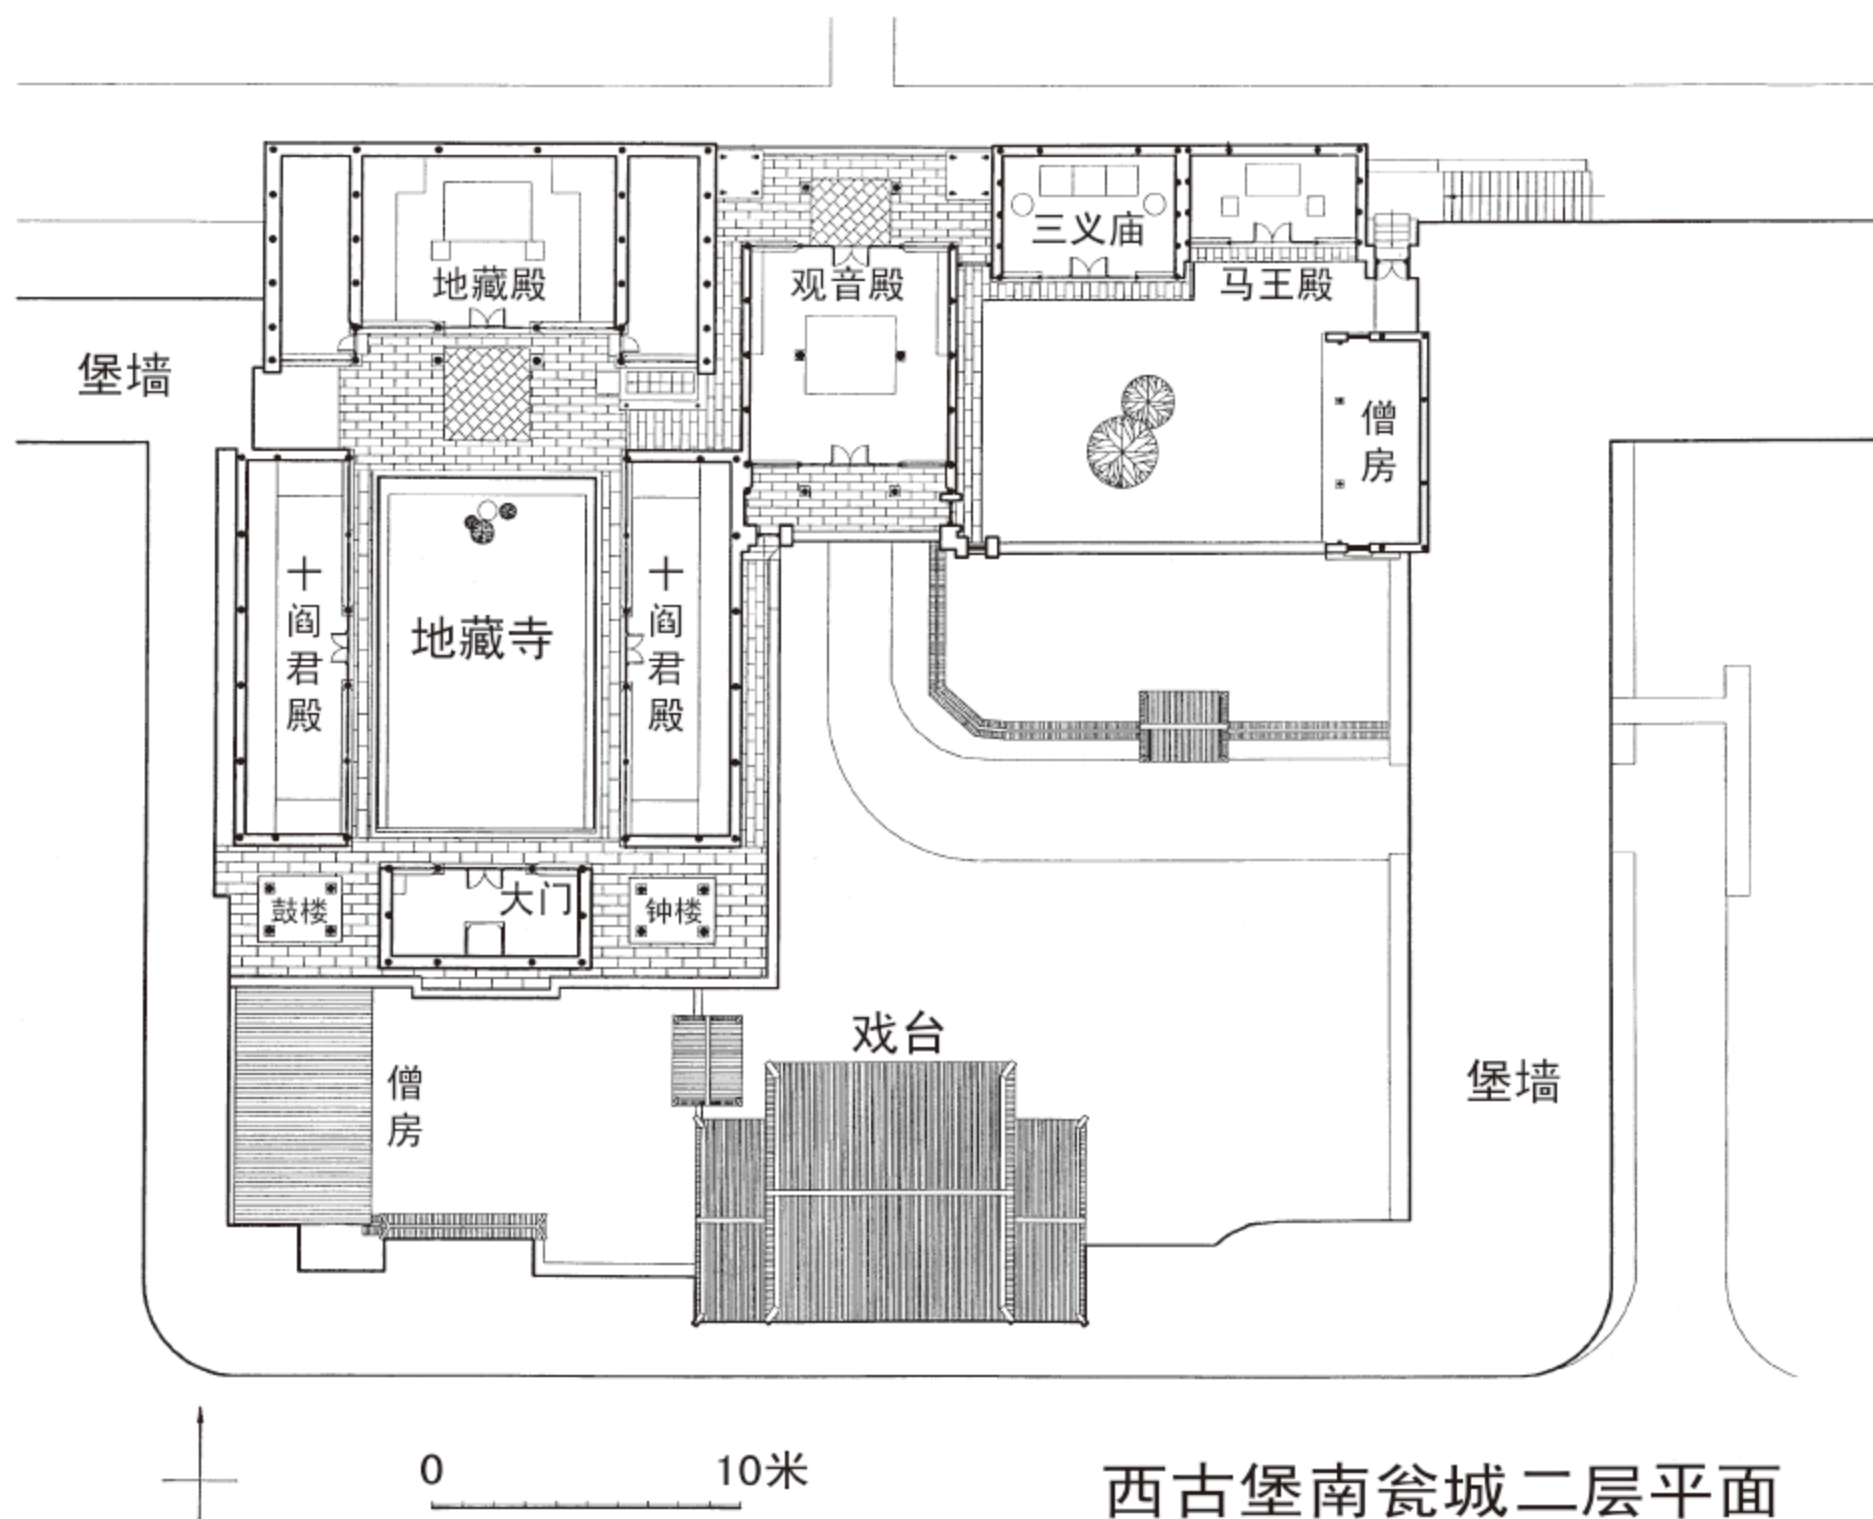 地藏殿
观音殿
三义庙
马王殿
堡墙
僧房
十阎君殿
地藏寺
十阎君殿
鼓楼
大门
钟楼
戏台
僧房
堡墙
0
10米
西古堡南瓮城二层平面